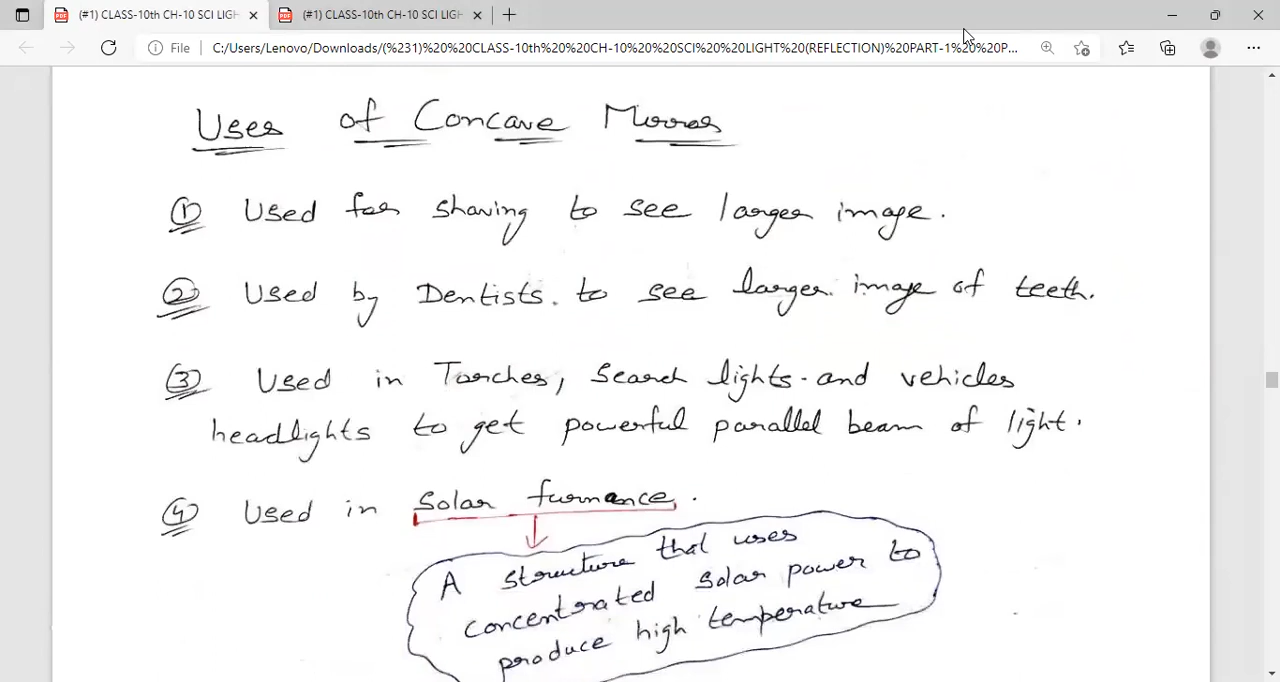 (#1) CLASS-10th CH-10 SCI LIGH
(#1) CLASS-10th CH-10 SCI LIGH
File C:/Users/Lenovo/Downloads/(%231)%20%20CLASS-10th%20%20CH-10%20%20SCI%20%20LIGHT%20(REFLECTION)%20PART-1%20%20P...
Uses of Concave Mirror
① Used for shaving to see larger image.
② Used by Dentists. to see larger image of teeth.
③ Used in Torches, Search lights. and vehicles
headlights to get powerful parallel beam of light.
④ Used in Solar furnance.
A structure that uses
concentrated solar power to
produce high temperature